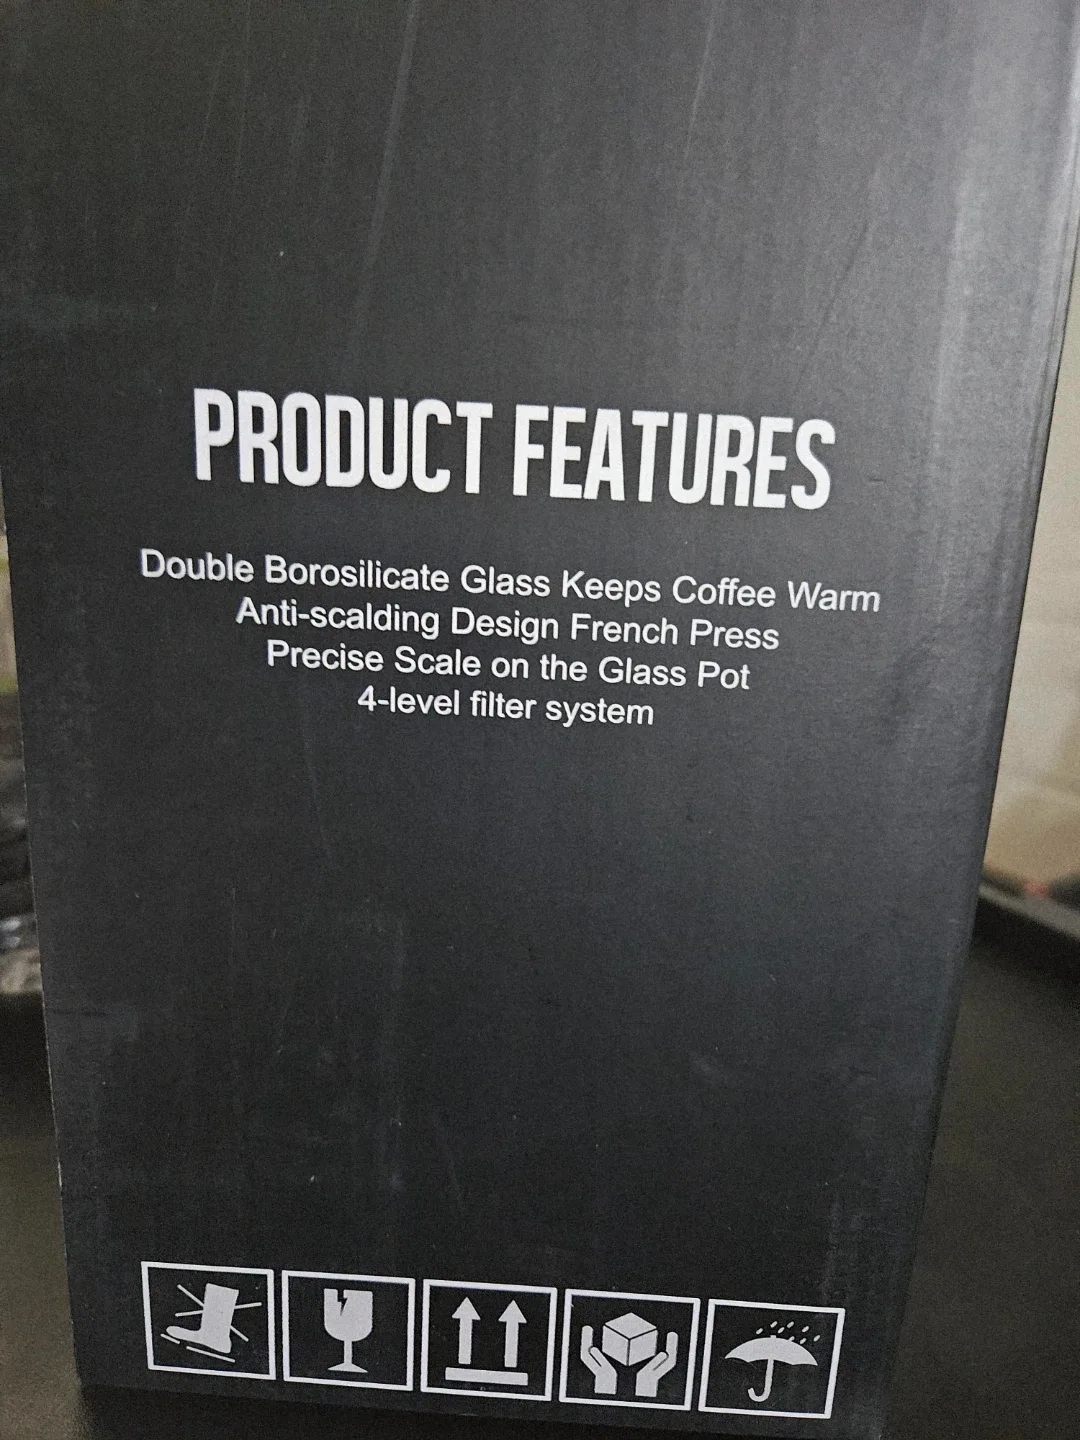 PRODUCT FEATURES
Double Borosilicate Glass Keeps Coffee Warm
Anti-scalding Design French Press
Precise Scale on the Glass Pot
4-level filter system